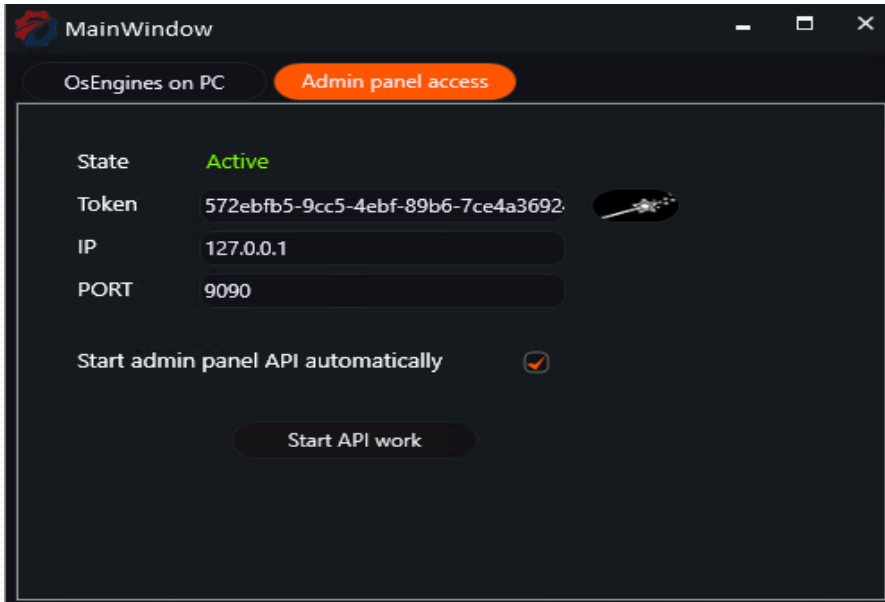 MainWindow
OsEngines on PC Admin panel access
State Active
Token 572ebfb5-9cc5-4ebf-89b6-7ce4a3692
IP 127.0.0.1
PORT 9090
Start admin panel API automatically
Start API work